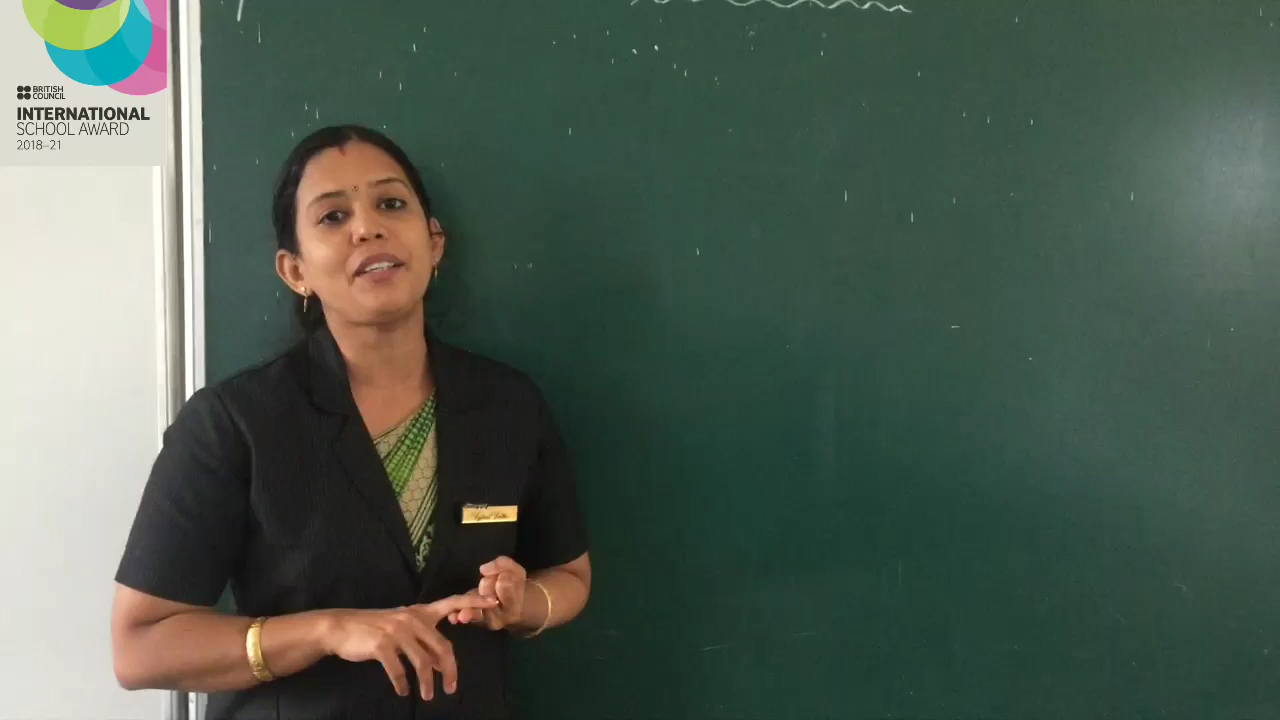 BRITISH
COUNCIL
INTERNATIONAL
SCHOOL AWARD
2018–21